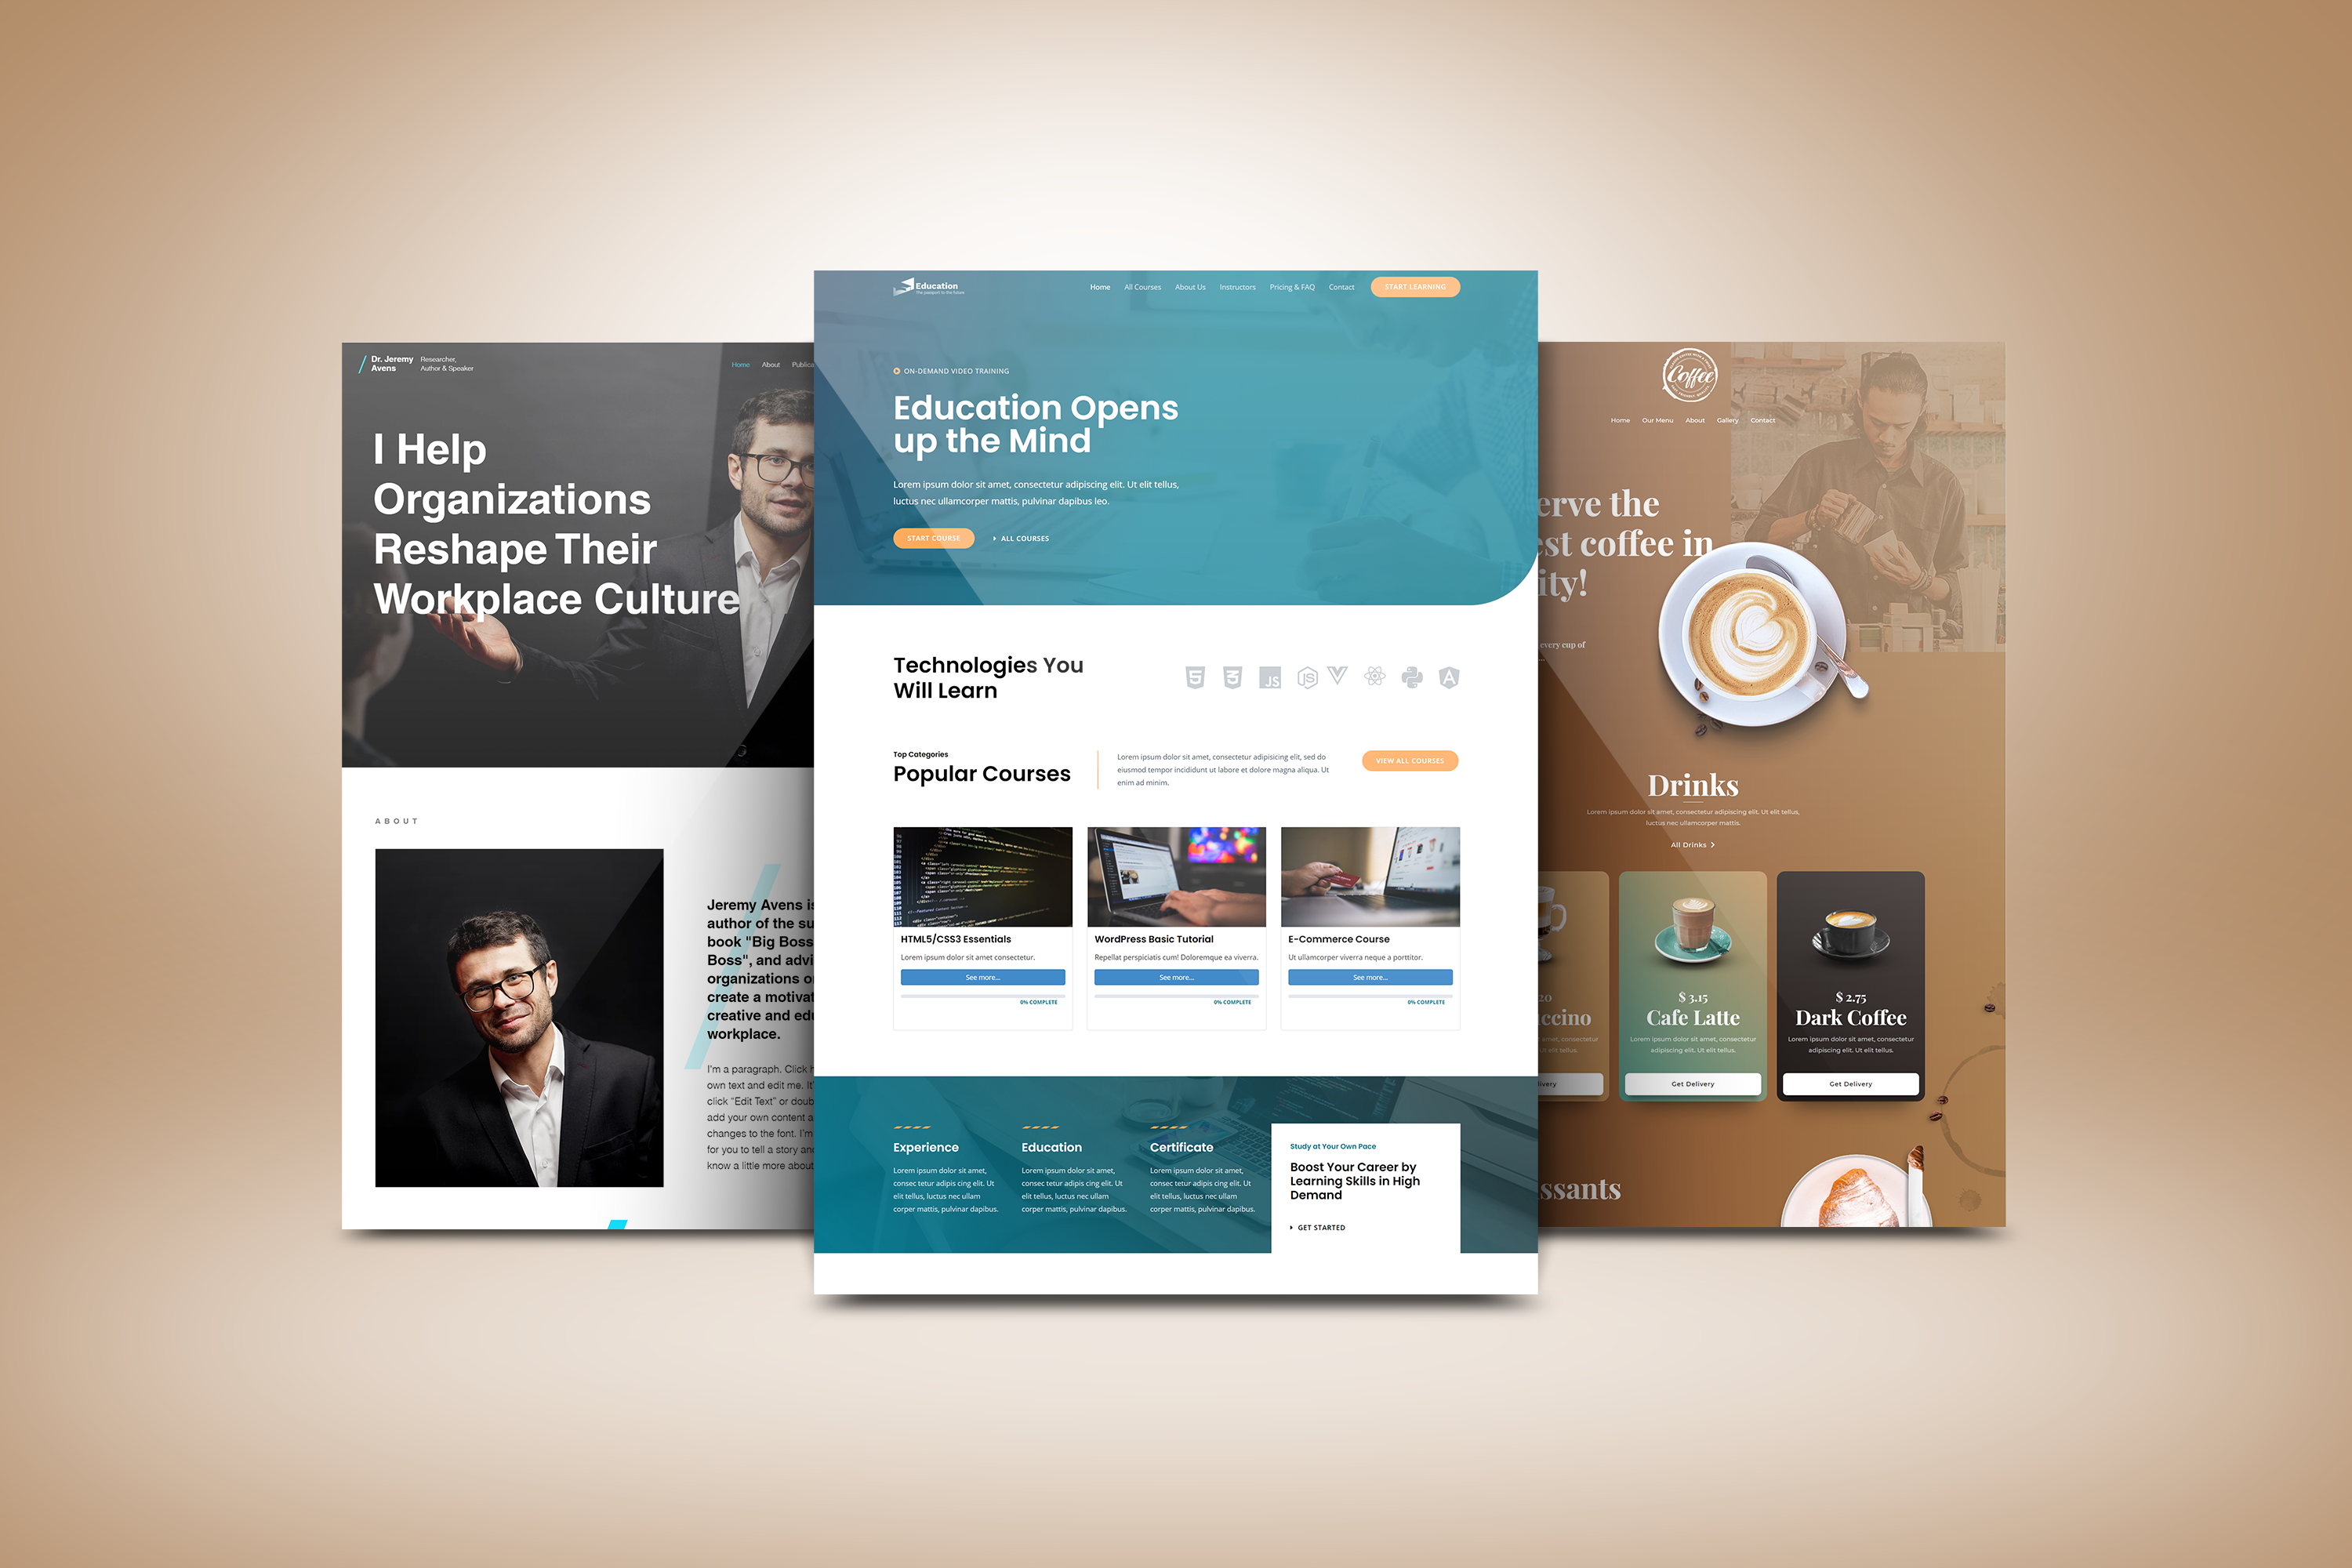 Dr. Jeremy
Avens
Researcher,
Author & Speaker
Home About Publica
I Help
Organizations
Reshape Their
Workplace Culture
ABOUT
Jeremy Avens is
author of the su
book "Big Boss
Boss", and advi
organizations o
create a motivat
creative and edu
workplace.
I'm a paragraph. Click h
own text and edit me. It'
click "Edit Text" or doub
add your own content a
changes to the font. I'm
for you to tell a story and
know a little more about
Education
The passport to the future
Home All Courses About Us Instructors Pricing & FAQ Contact START LEARNING
ON-DEMAND VIDEO TRAINING
Education Opens
up the Mind
Lorem ipsum dolor sit amet, consectetur adipiscing elit. Ut elit tellus,
luctus nec ullamcorper mattis, pulvinar dapibus leo.
START COURSE ALL COURSES
Technologies You
Will Learn
5 3 JS JS A
Top Categories
Popular Courses
Lorem ipsum dolor sit amet, consectetur adipisicing elit, sed do
eiusmod tempor incididunt ut labore et dolore magna aliqua. Ut
enim ad minim.
VIEW ALL COURSES
HTML5/CSS3 Essentials
Lorem ipsum dolor sit amet consectetur.
See more...
0% COMPLETE
WordPress Basic Tutorial
Repellat perspiciatis cum! Doloremque ea viverra.
See more...
0% COMPLETE
E-Commerce Course
Ut ullamcorper viverra neque a porttitor.
See more...
0% COMPLETE
Experience
Lorem ipsum dolor sit amet,
consec tetur adipis cing elit. Ut
elit tellus, luctus nec ullam
corper mattis, pulvinar dapibus.
Education
Lorem ipsum dolor sit amet,
consec tetur adipis cing elit. Ut
elit tellus, luctus nec ullam
corper mattis, pulvinar dapibus.
Certificate
Lorem ipsum dolor sit amet,
consec tetur adipis cing elit. Ut
elit tellus, luctus nec ullam
corper mattis, pulvinar dapibus.
Study at Your Own Pace
Boost Your Career by
Learning Skills in High
Demand
GET STARTED
Coffee
Home Our Menu About Gallery Contact
erve the
est coffee in
ity!
every cup of
Drinks
Lorem ipsum dolor sit amet, consectetur adipiscing elit. Ut elit tellus,
luctus nec ullamcorper mattis.
All Drinks
20
ccino
t amet, consectetur
Ut elit tellus.
livery
$ 3.15
Cafe Latte
Lorem ipsum dolor sit amet, consectetur
adipiscing elit. Ut elit tellus.
Get Delivery
$ 2.75
Dark Coffee
Lorem ipsum dolor sit amet, consectetur
adipiscing elit. Ut elit tellus.
Get Delivery
ssants